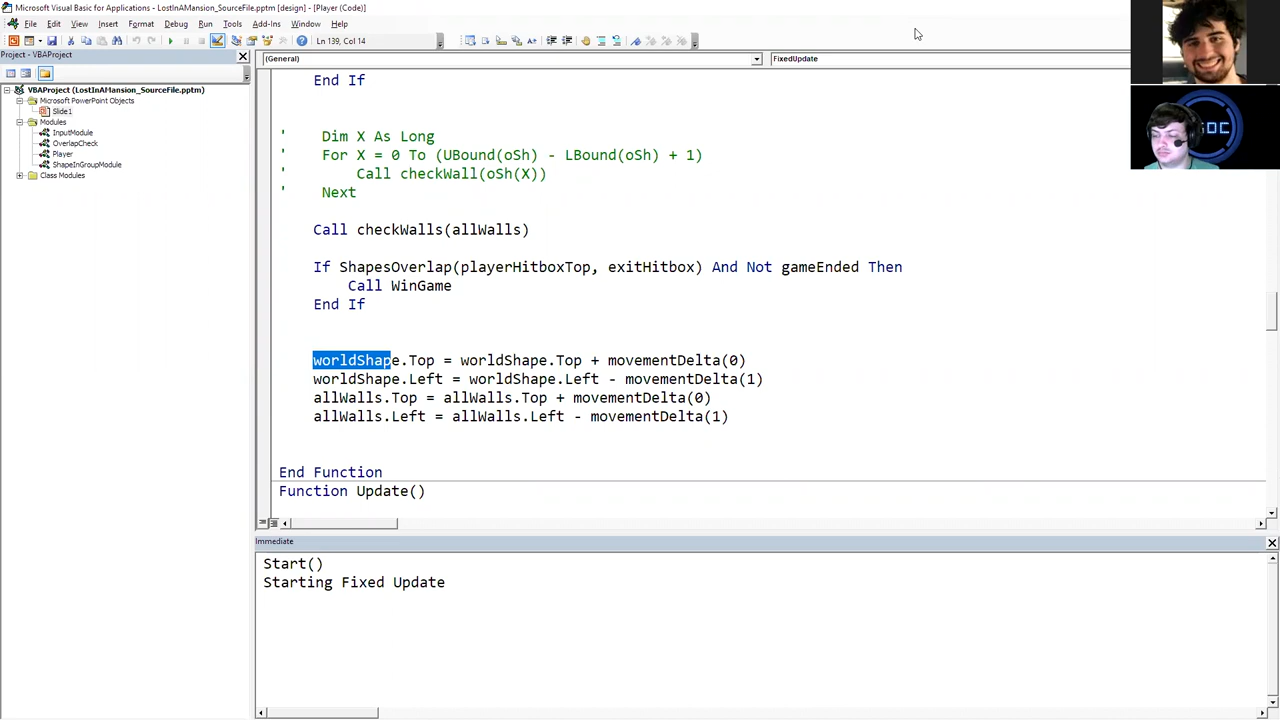 Microsoft Visual Basic for Applications - LostInAMansion_SourceFile.pptm [design] - [Player (Code)]
File Edit View Insert Format Debug Run Tools Add-Ins Window Help
Ln 139, Col 14
Project - VBAProject
(General)
FixedUpdate
VBAProject (LostInAMansion_SourceFile.pptm)
Microsoft PowerPoint Objects
Slide1
Modules
InputModule
OverlapCheck
Player
ShapeInGroupModule
Class Modules
End If
' Dim X As Long
' For X = 0 To (UBound(oSh) - LBound(oSh) + 1)
' Call checkWall(oSh(X))
' Next
Call checkWalls(allWalls)
If ShapesOverlap(playerHitboxTop, exitHitbox) And Not gameEnded Then
Call WinGame
End If
worldShape.Top = worldShape.Top + movementDelta(0)
worldShape.Left = worldShape.Left - movementDelta(1)
allWalls.Top = allWalls.Top + movementDelta(0)
allWalls.Left = allWalls.Left - movementDelta(1)
End Function
Function Update()
Immediate
Start()
Starting Fixed Update